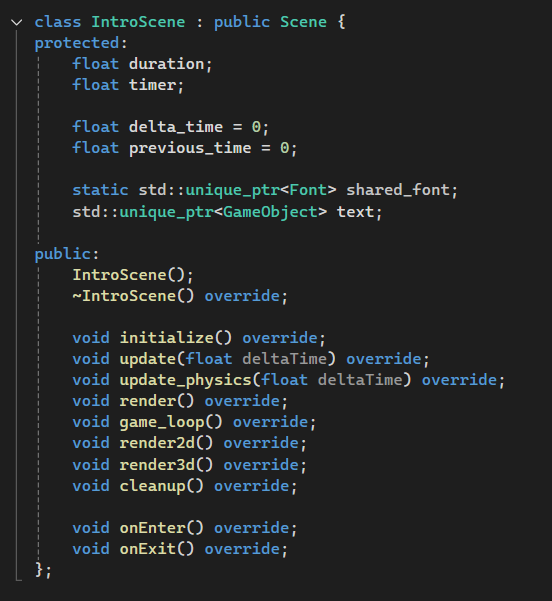 class IntroScene : public Scene {
protected:
    float duration;
    float timer;

    float delta_time = 0;
    float previous_time = 0;

    static std::unique_ptr<Font> shared_font;
    std::unique_ptr<GameObject> text;

public:
    IntroScene();
    ~IntroScene() override;

    void initialize() override;
    void update(float deltaTime) override;
    void update_physics(float deltaTime) override;
    void render() override;
    void game_loop() override;
    void render2d() override;
    void render3d() override;
    void cleanup() override;

    void onEnter() override;
    void onExit() override;
};